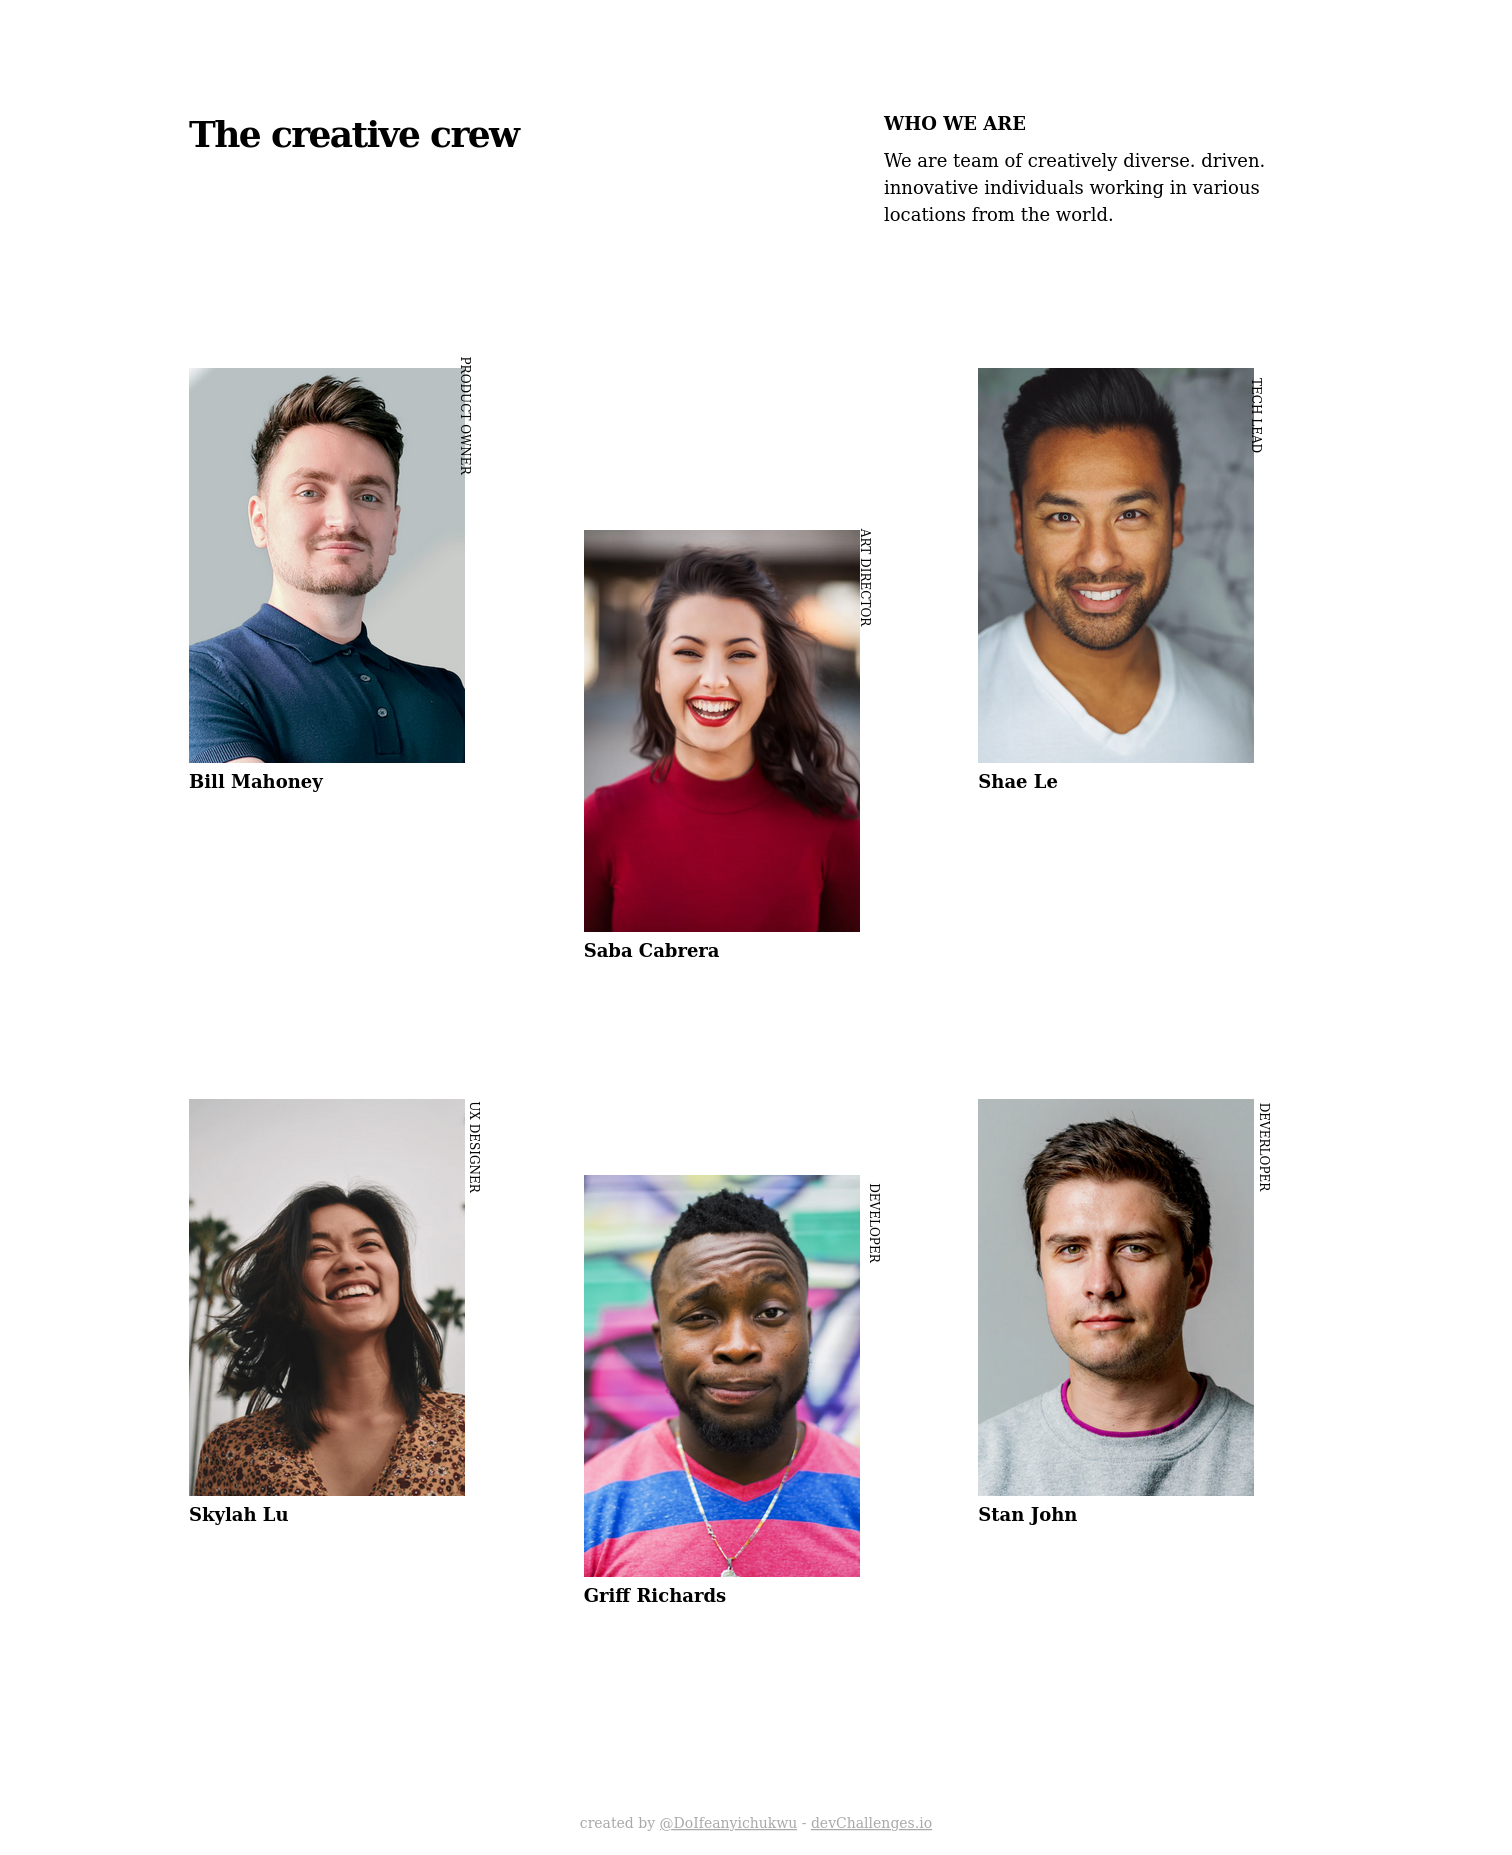 The creative crew
WHO WE ARE
We are team of creatively diverse. driven.
innovative individuals working in various
locations from the world.
PRODUCT OWNER
Bill Mahoney
ART DIRECTOR
Saba Cabrera
TECH LEAD
Shae Le
UX DESIGNER
Skylah Lu
DEVELOPER
Griff Richards
DEVERLOPER
Stan John
created by @DoIfeanyichukwu - devChallenges.io